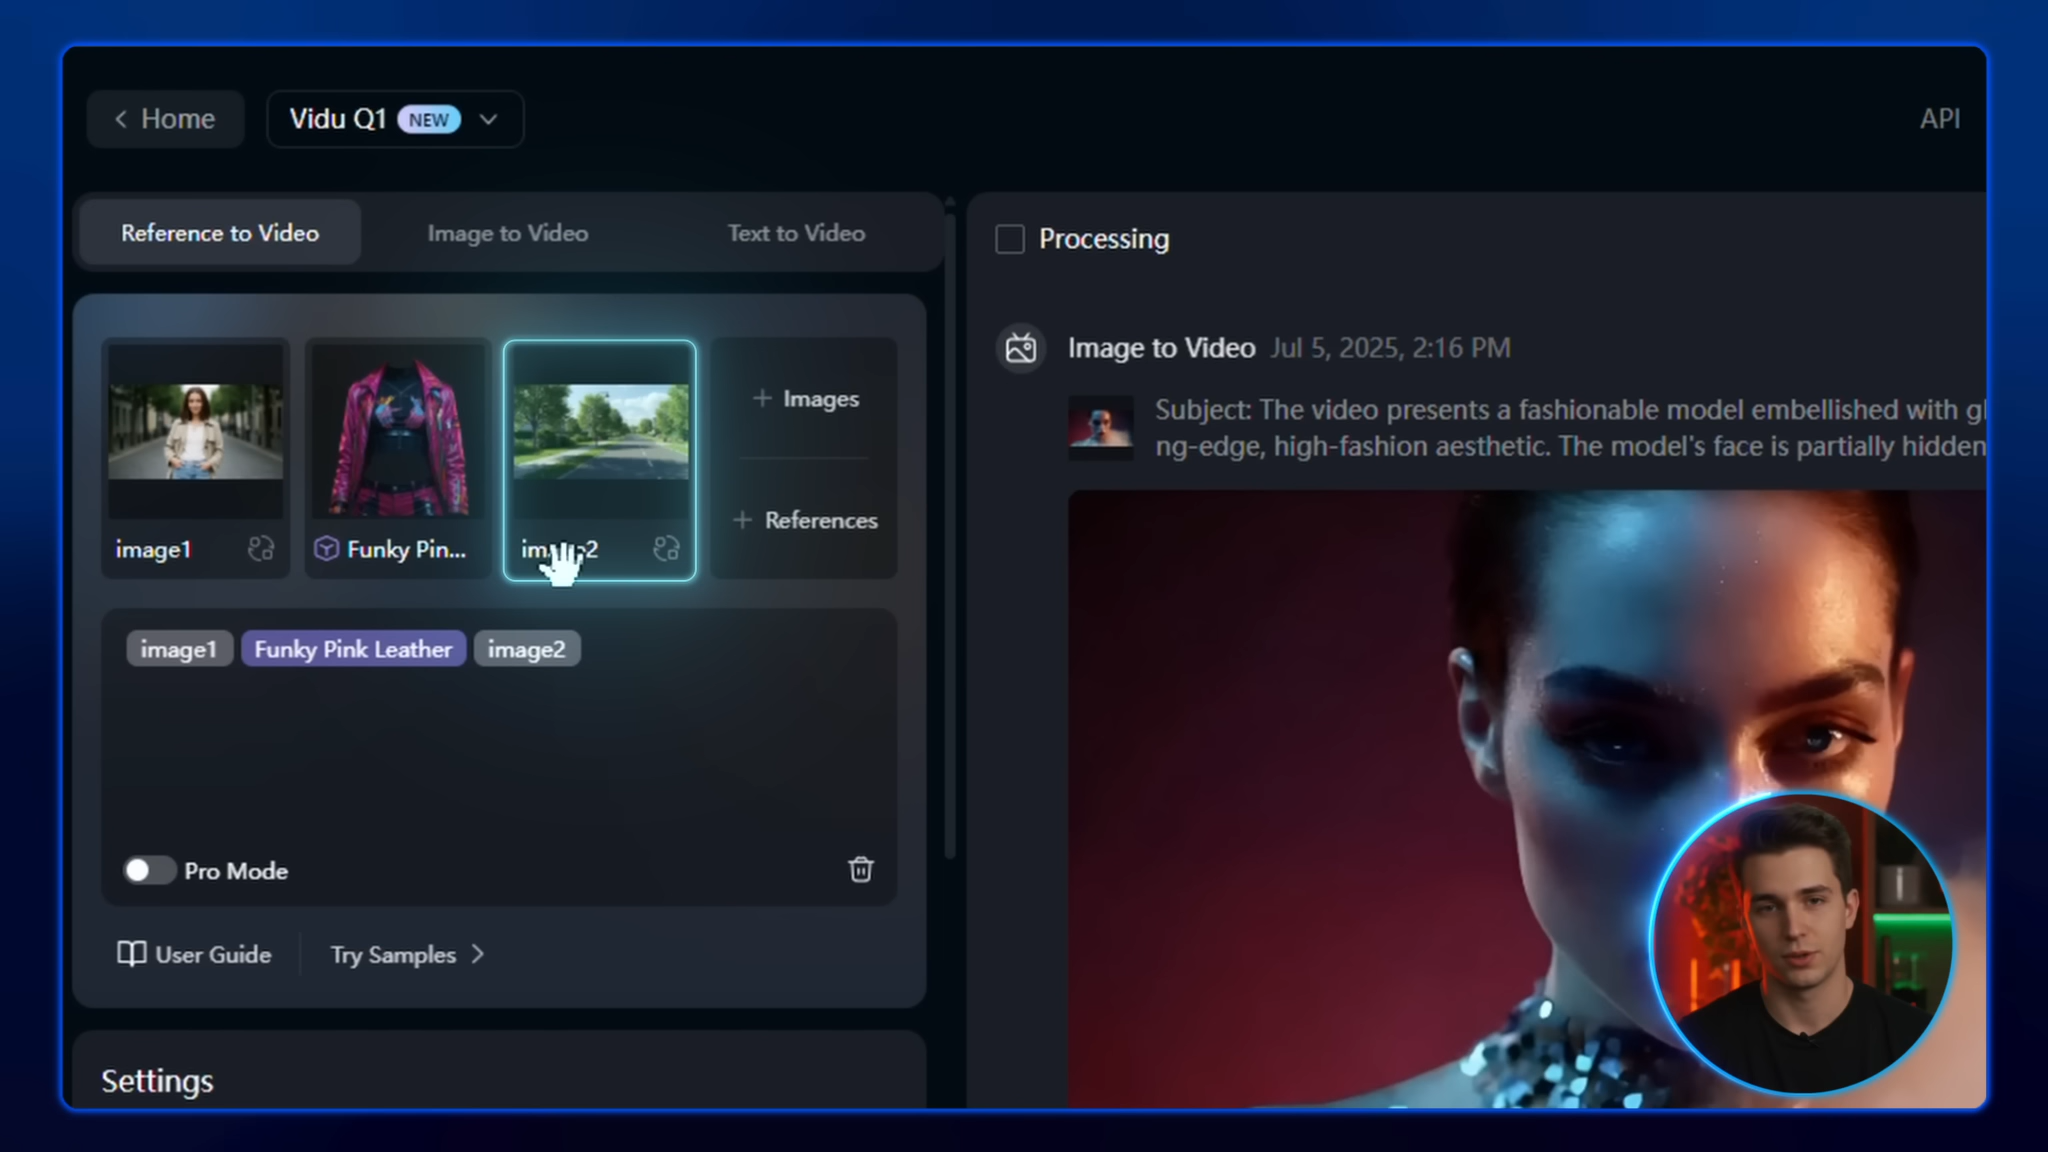 Home
Vidu Q1 NEW
API
Reference to Video
Image to Video
Text to Video
image1
Funky Pin...
+ Images
+ References
image1 Funky Pink Leather image2
Pro Mode
User Guide
Try Samples
Settings
Processing
Image to Video Jul 5, 2025, 2:16 PM
Subject: The video presents a fashionable model embellished with
ng-edge, high-fashion aesthetic. The model's face is partially hidden